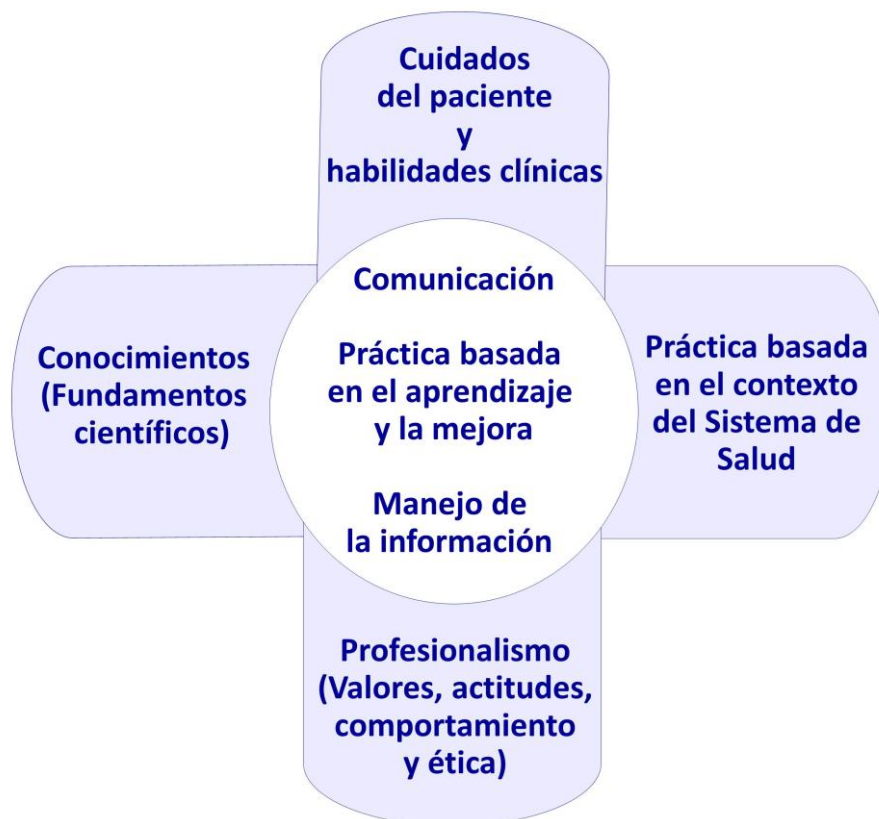 Cuidados
del paciente
y
habilidades clínicas
Comunicación
Práctica basada
en el aprendizaje
y la mejora
Manejo de
la información
Conocimientos
(Fundamentos
científicos)
Práctica basada
en el contexto
del Sistema de
Salud
Profesionalismo
(Valores, actitudes,
comportamiento
y ética)